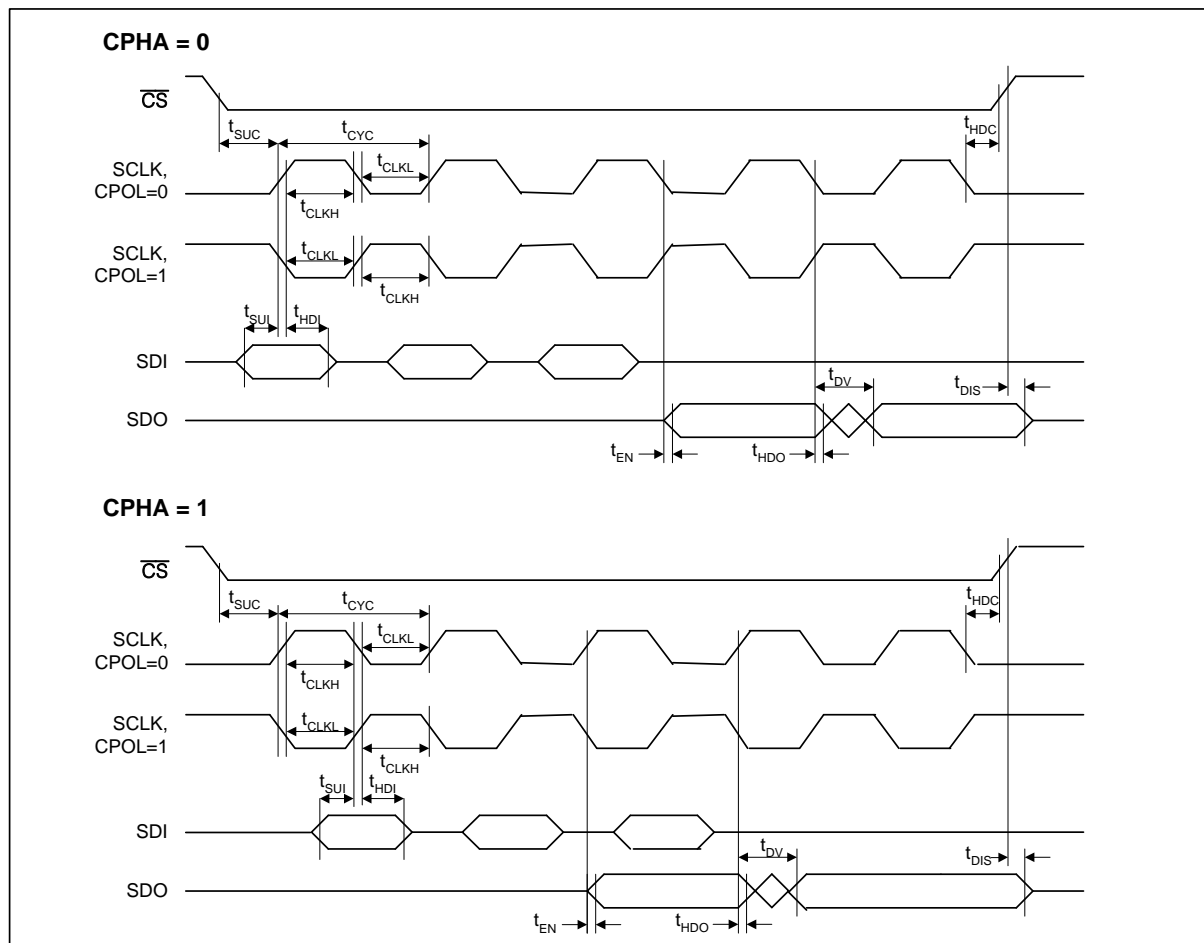 CPHA = 0
CS
tSUC
tCYC
tHDC
SCLK,
CPOL=0
tCLKL
tCLKH
SCLK,
CPOL=1
tCLKL
tCLKH
tSUI
tHDI
SDI
tDV
tDIS
SDO
tEN
tHDO
CPHA = 1
CS
tSUC
tCYC
tHDC
SCLK,
CPOL=0
tCLKL
tCLKH
SCLK,
CPOL=1
tCLKL
tCLKH
tSUI
tHDI
SDI
tDV
tDIS
SDO
tEN
tHDO